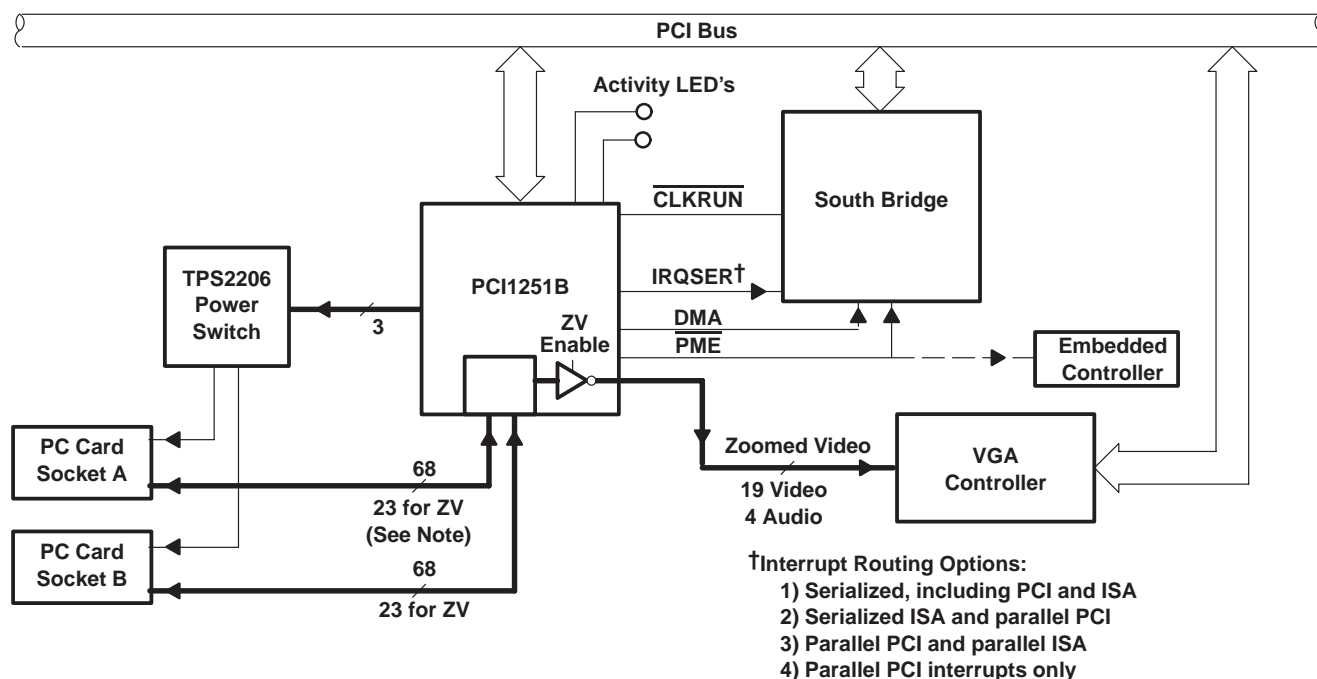 PCI Bus
Activity LED's
CLKRUN
South Bridge
PCI1251B
IRQSER†
TPS2206
Power
Switch
3
DMA
ZV
Enable
PME
Embedded
Controller
PC Card
Socket A
68
23 for ZV
(See Note)
Zoomed Video
19 Video
4 Audio
VGA
Controller
PC Card
Socket B
68
23 for ZV
†Interrupt Routing Options:
1) Serialized, including PCI and ISA
2) Serialized ISA and parallel PCI
3) Parallel PCI and parallel ISA
4) Parallel PCI interrupts only